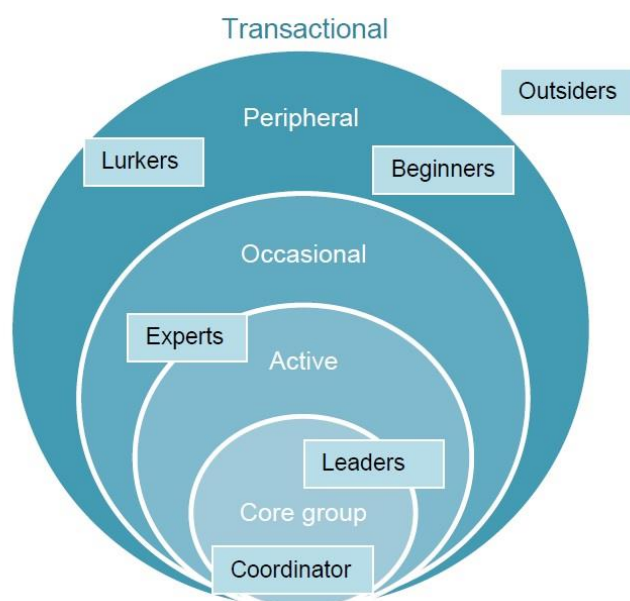 Transactional
Outsiders
Peripheral
Lurkers
Beginners
Occasional
Experts
Active
Leaders
Core group
Coordinator